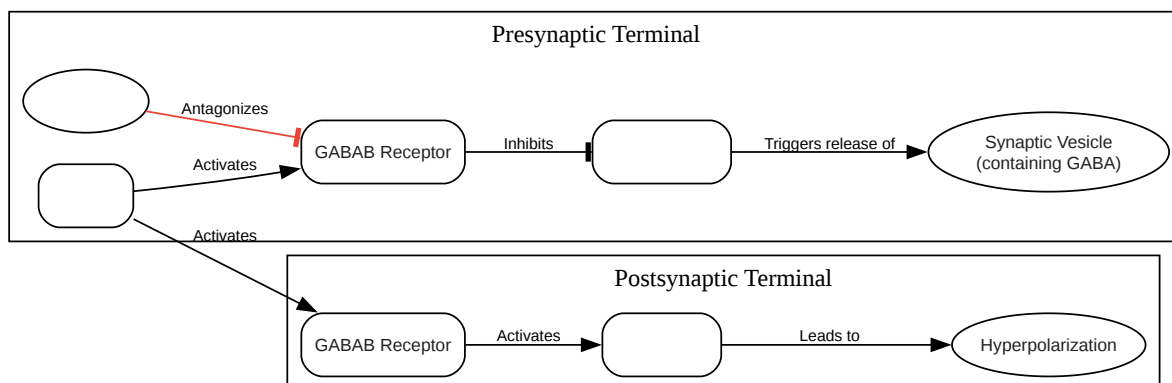 Presynaptic Terminal
Antagonizes
Activates
GABAB Receptor
Inhibits
Triggers release of
Synaptic Vesicle
(containing GABA)
Activates
Postsynaptic Terminal
GABAB Receptor
Activates
Leads to
Hyperpolarization